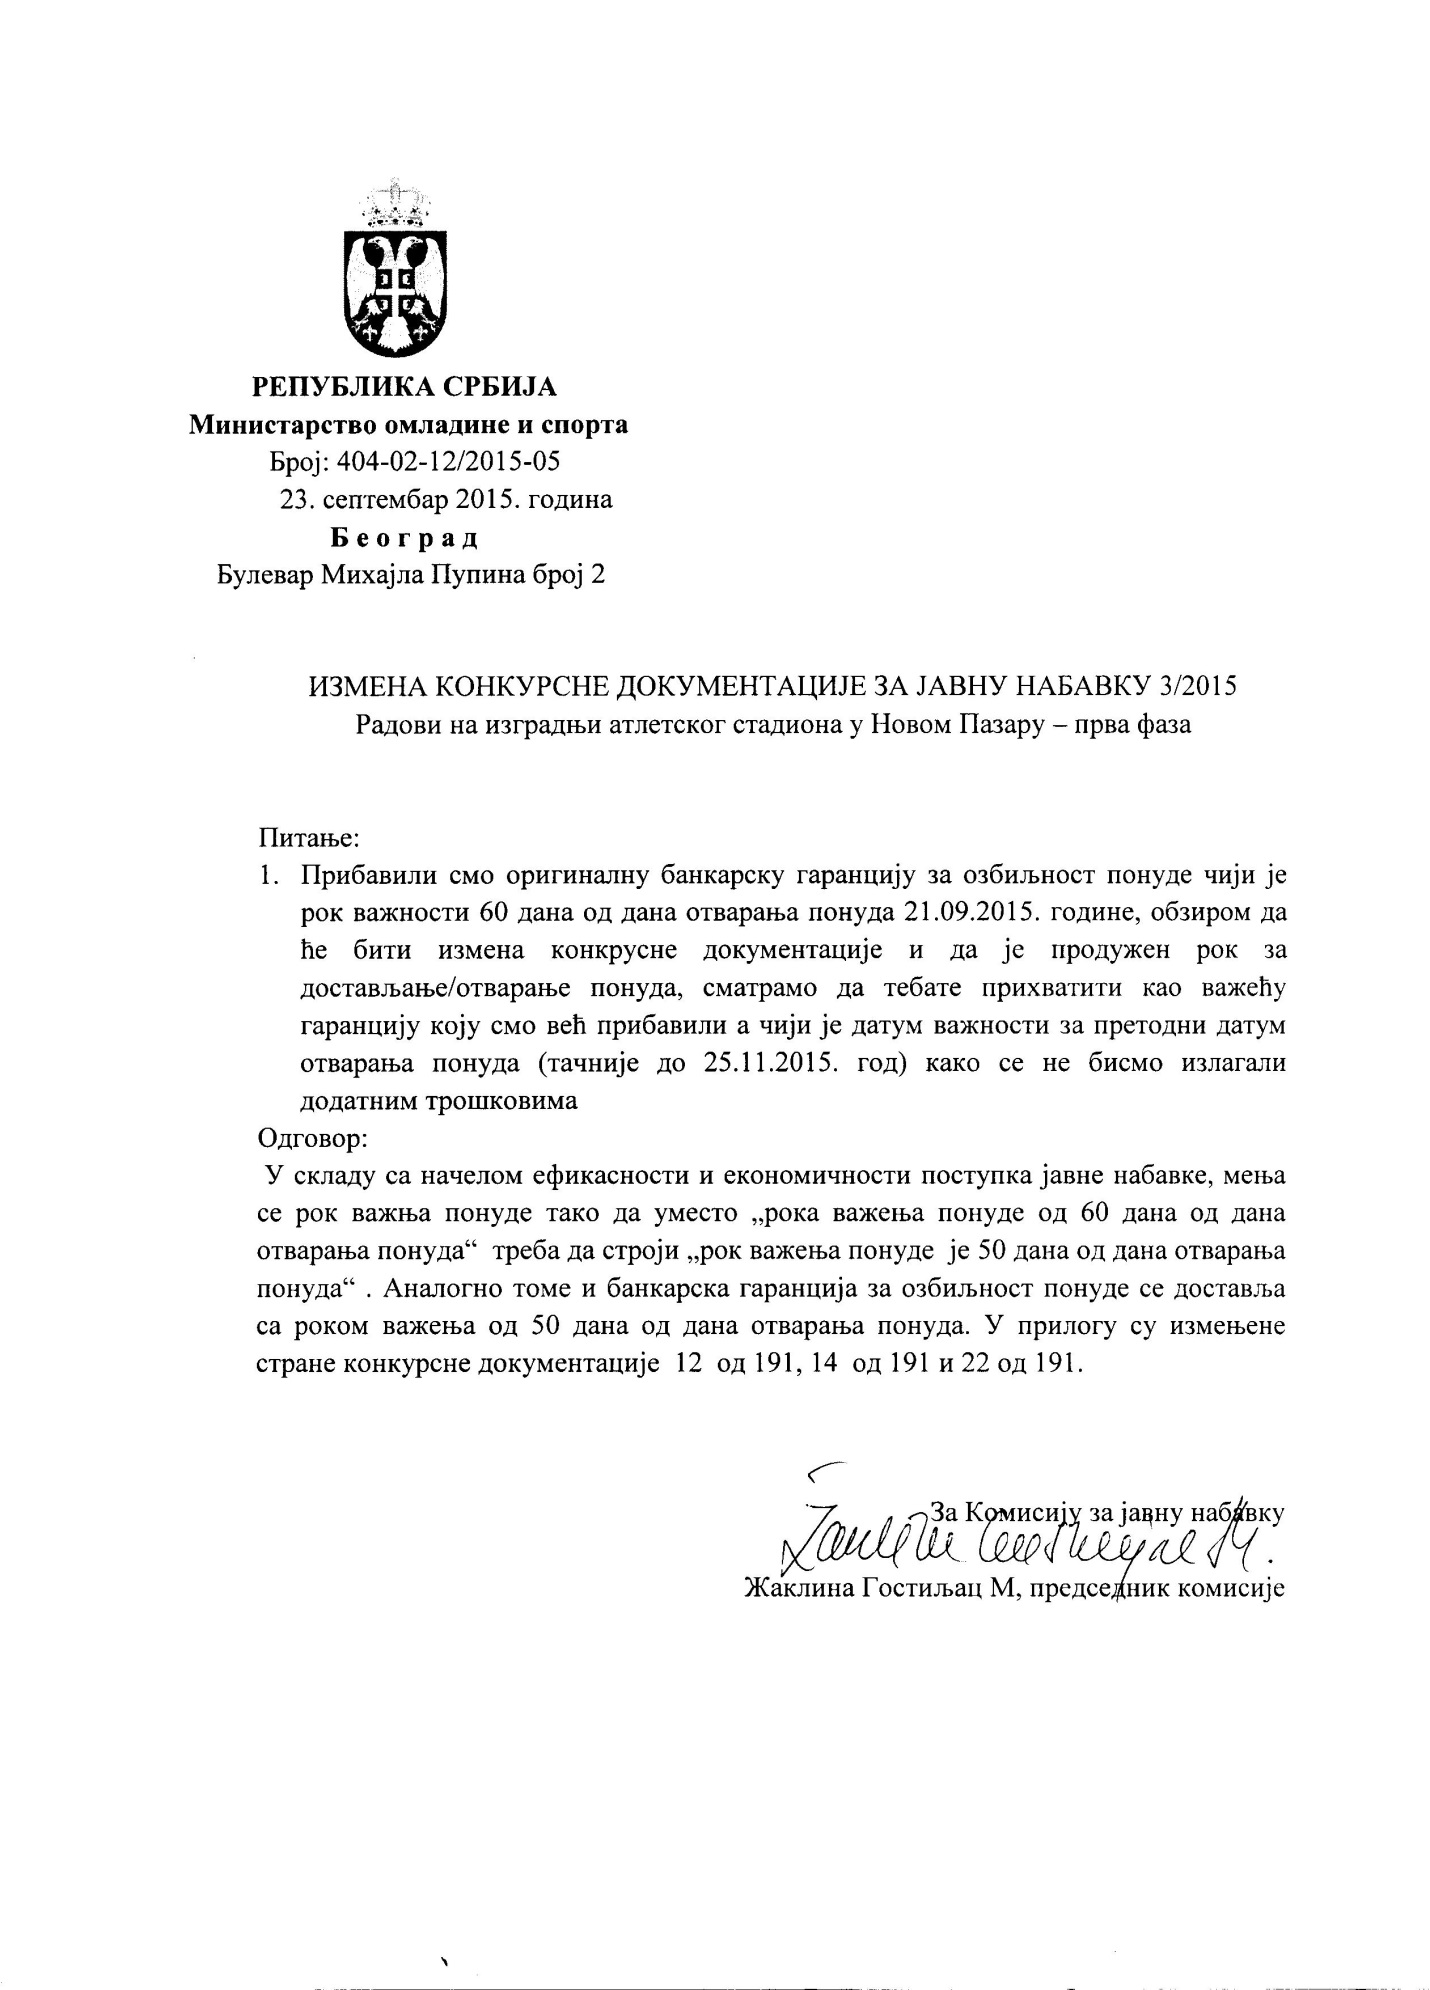 РЕПУБЛИКА СРБИЈА
Министарство омладине и спорта
Број: 404-02-12/2015-05
23. септембар 2015. година
Б е о г р а д
Булевар Михајла Пупина број 2
ИЗМЕНА КОНКУРСНЕ ДОКУМЕНТАЦИЈЕ ЗА ЈАВНУ НАБАВКУ 3/2015
Радови на изградњи атлетског стадиона у Новом Пазару – прва фаза
Питање:
1. Прибавили смо оригиналну банкарску гаранцију за озбиљност понуде чији је
рок важности 60 дана од дана отварања понуда 21.09.2015. године, обзиром да
ће бити измена конкрусне документације и да је продужен рок за
достављање/отварање понуда, сматрамо да тебате прихватити као важећу
гаранцију коју смо већ прибавили а чији је датум важности за претодни датум
отварања понуда (тачније до 25.11.2015. год) како се не бисмо излагали
додатним трошковима
Одговор:
У складу са начелом ефикасности и економичности поступка јавне набавке, мења
се рок важња понуде тако да уместо „рока важења понуде од 60 дана од дана
отварања понуда“ треба да строји „рок важења понуде је 50 дана од дана отварања
понуда“ . Аналогно томе и банкарска гаранција за озбиљност понуде се доставља
са роком важења од 50 дана од дана отварања понуда. У прилогу су измењене
стране конкурсне документације 12 од 191, 14 од 191 и 22 од 191.
За Комисију за јавну набавку
Жаклина Гостиљац М, председник комисије